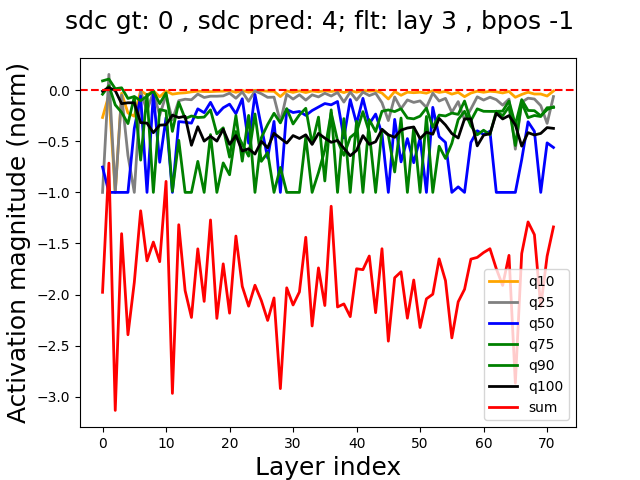 sdc gt: 0 , sdc pred: 4; flt: lay 3 , bpos -1
Activation magnitude (norm)
0.0
−0.5
−1.0
−1.5
−2.0
−2.5
−3.0
q10
q25
q50
q75
q90
q100
sum
0 10 20 30 40 50 60 70
Layer index